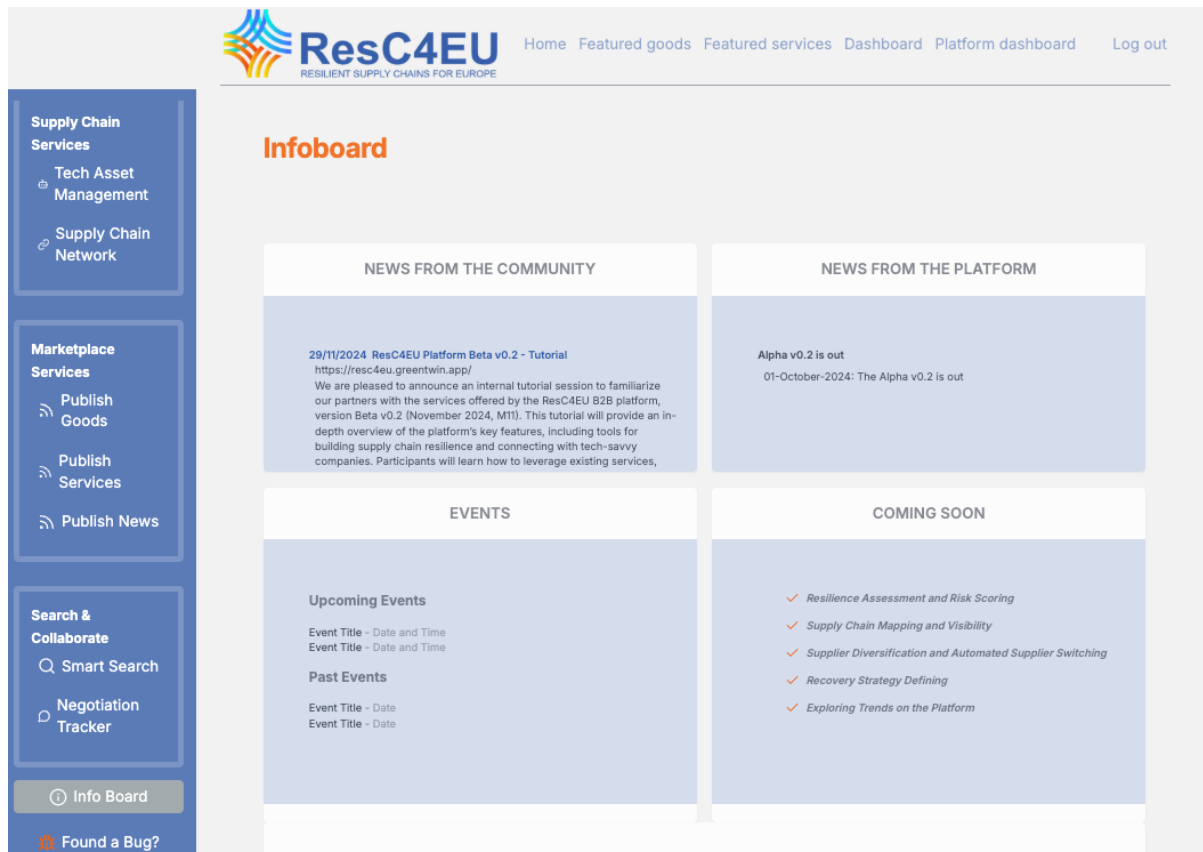 ResC4EU
RESILIENT SUPPLY CHAINS FOR EUROPE
Home Featured goods Featured services Dashboard Platform dashboard Log out
Supply Chain
Services
Tech Asset
Management
Supply Chain
Network
Marketplace
Services
Publish
Goods
Publish
Services
Publish News
Search &
Collaborate
Smart Search
Negotiation
Tracker
Info Board
Found a Bug?
Infoboard
NEWS FROM THE COMMUNITY
29/11/2024 ResC4EU Platform Beta v0.2 - Tutorial
https://resc4eu.greentwin.app/
We are pleased to announce an internal tutorial session to familiarize
our partners with the services offered by the ResC4EU B2B platform,
version Beta v0.2 (November 2024, M11). This tutorial will provide an in-
depth overview of the platform's key features, including tools for
building supply chain resilience and connecting with tech-savvy
companies. Participants will learn how to leverage existing services,
NEWS FROM THE PLATFORM
Alpha v0.2 is out
01-October-2024: The Alpha v0.2 is out
EVENTS
Upcoming Events
Event Title - Date and Time
Event Title - Date and Time
Past Events
Event Title - Date
Event Title - Date
COMING SOON
Resilience Assessment and Risk Scoring
Supply Chain Mapping and Visibility
Supplier Diversification and Automated Supplier Switching
Recovery Strategy Defining
Exploring Trends on the Platform